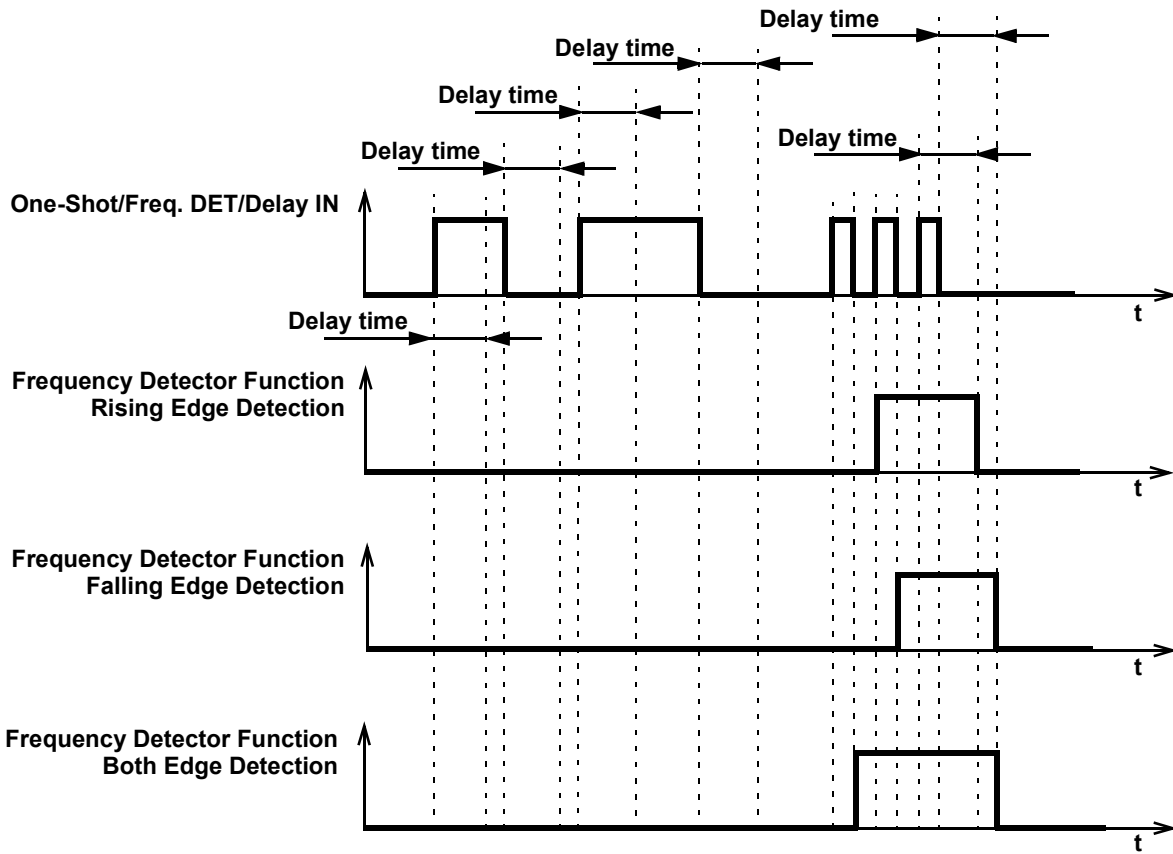 Delay time
Delay time
Delay time
Delay time
Delay time
One-Shot/Freq. DET/Delay IN
t
Delay time
Frequency Detector Function
Rising Edge Detection
t
Frequency Detector Function
Falling Edge Detection
t
Frequency Detector Function
Both Edge Detection
t